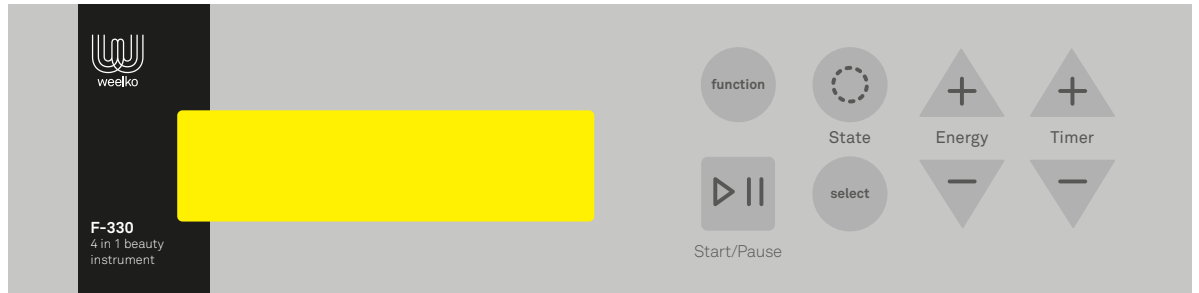 weelko
F-330
4 in 1 beauty
instrument
function
State
Energy
Timer
select
Start/Pause